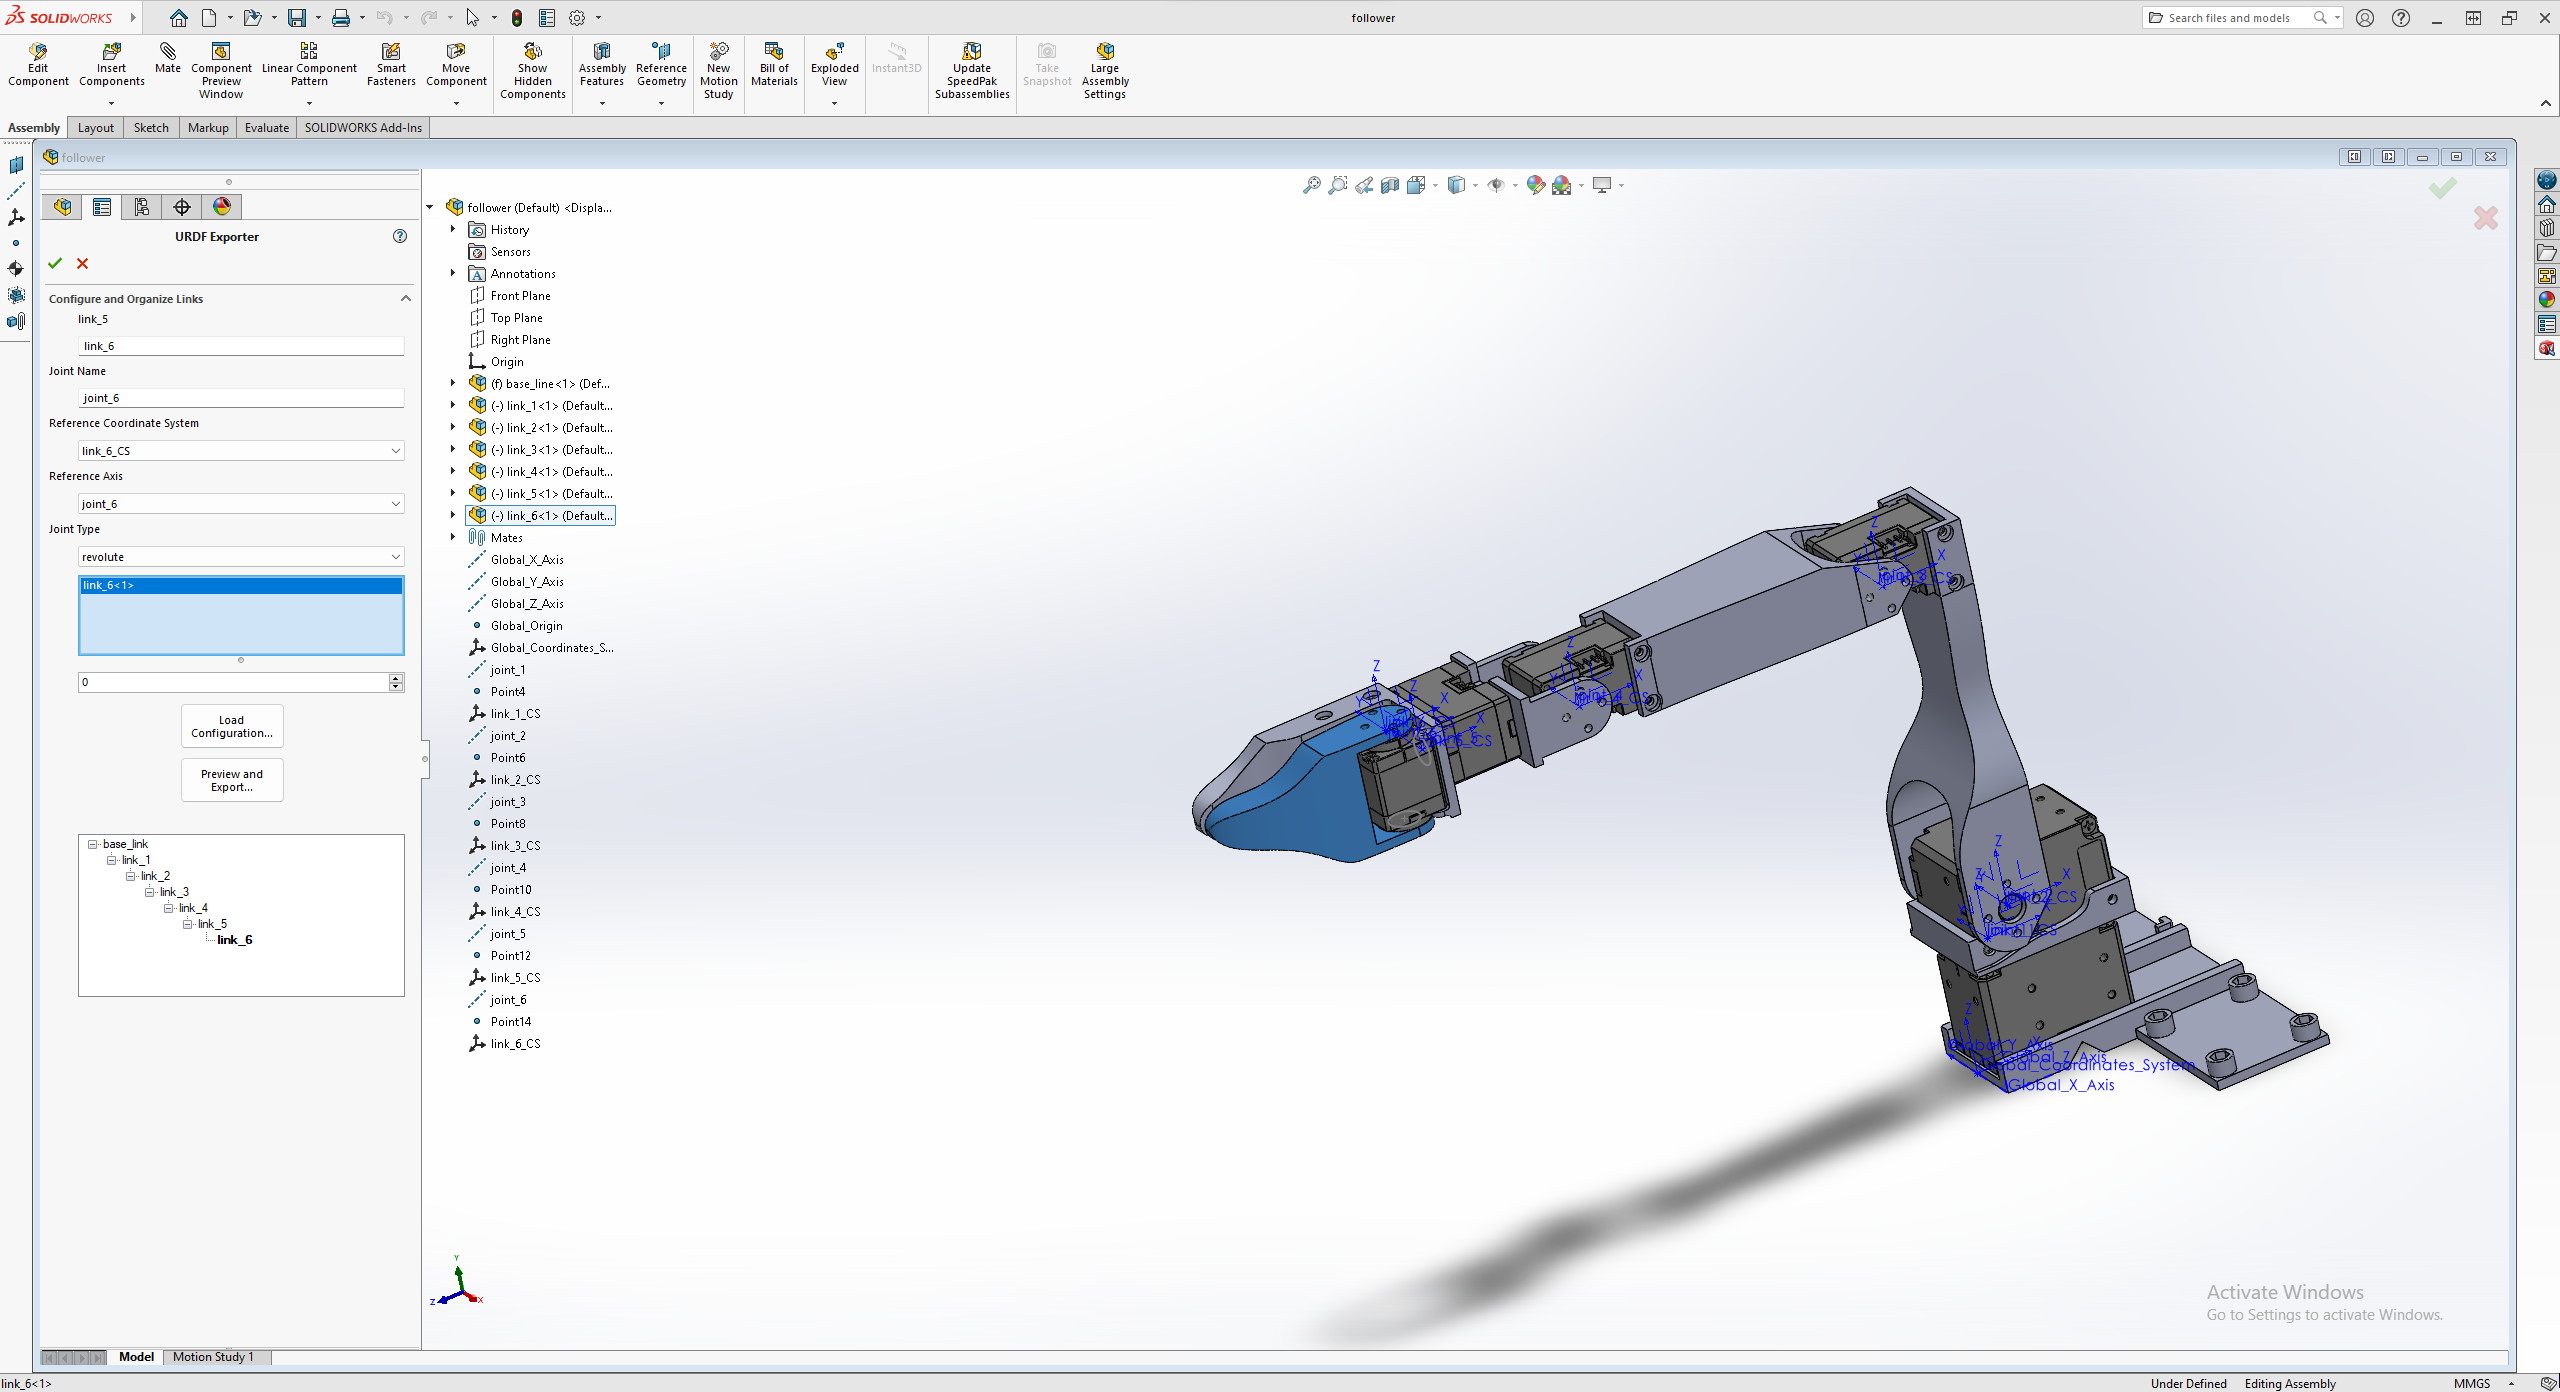 SOLIDWORKS
follower
Search files and models
Edit Component
Insert Components
Mate
Component Preview Window
Linear Component Pattern
Smart Fasteners
Move Component
Show Hidden Components
Assembly Features
Reference Geometry
New Motion Study
Bill of Materials
Exploded View
Instant3D
Update SpeedPak Subassemblies
Take Snapshot
Large Assembly Settings
Assembly
Layout
Sketch
Markup
Evaluate
SOLIDWORKS Add-Ins
follower
URDF Exporter
Configure and Organize Links
link_5
link_6
Joint Name
joint_6
Reference Coordinate System
link_6_CS
Reference Axis
joint_6
Joint Type
revolute
link_6<1>
0
Load Configuration...
Preview and Export...
base_link
link_1
link_2
link_3
link_4
link_5
link_6
follower (Default) <Displa...
History
Sensors
Annotations
Front Plane
Top Plane
Right Plane
Origin
(f) base_line<1> (Def...
(-) link_1<1> (Default...
(-) link_2<1> (Default...
(-) link_3<1> (Default...
(-) link_4<1> (Default...
(-) link_5<1> (Default...
(-) link_6<1> (Default...
Mates
Global_X_Axis
Global_Y_Axis
Global_Z_Axis
Global_Origin
Global_Coordinates_S...
joint_1
Point4
link_1_CS
joint_2
Point6
link_2_CS
joint_3
Point8
link_3_CS
joint_4
Point10
link_4_CS
joint_5
Point12
link_5_CS
joint_6
Point14
link_6_CS
Global_Y_Axis
Global_Z_Axis
Global_Coordinates_System
Global_X_Axis
Y
Z
X
Activate Windows
Go to Settings to activate Windows.
Model
Motion Study 1
link_6<1>
Under Defined
Editing Assembly
MMGS